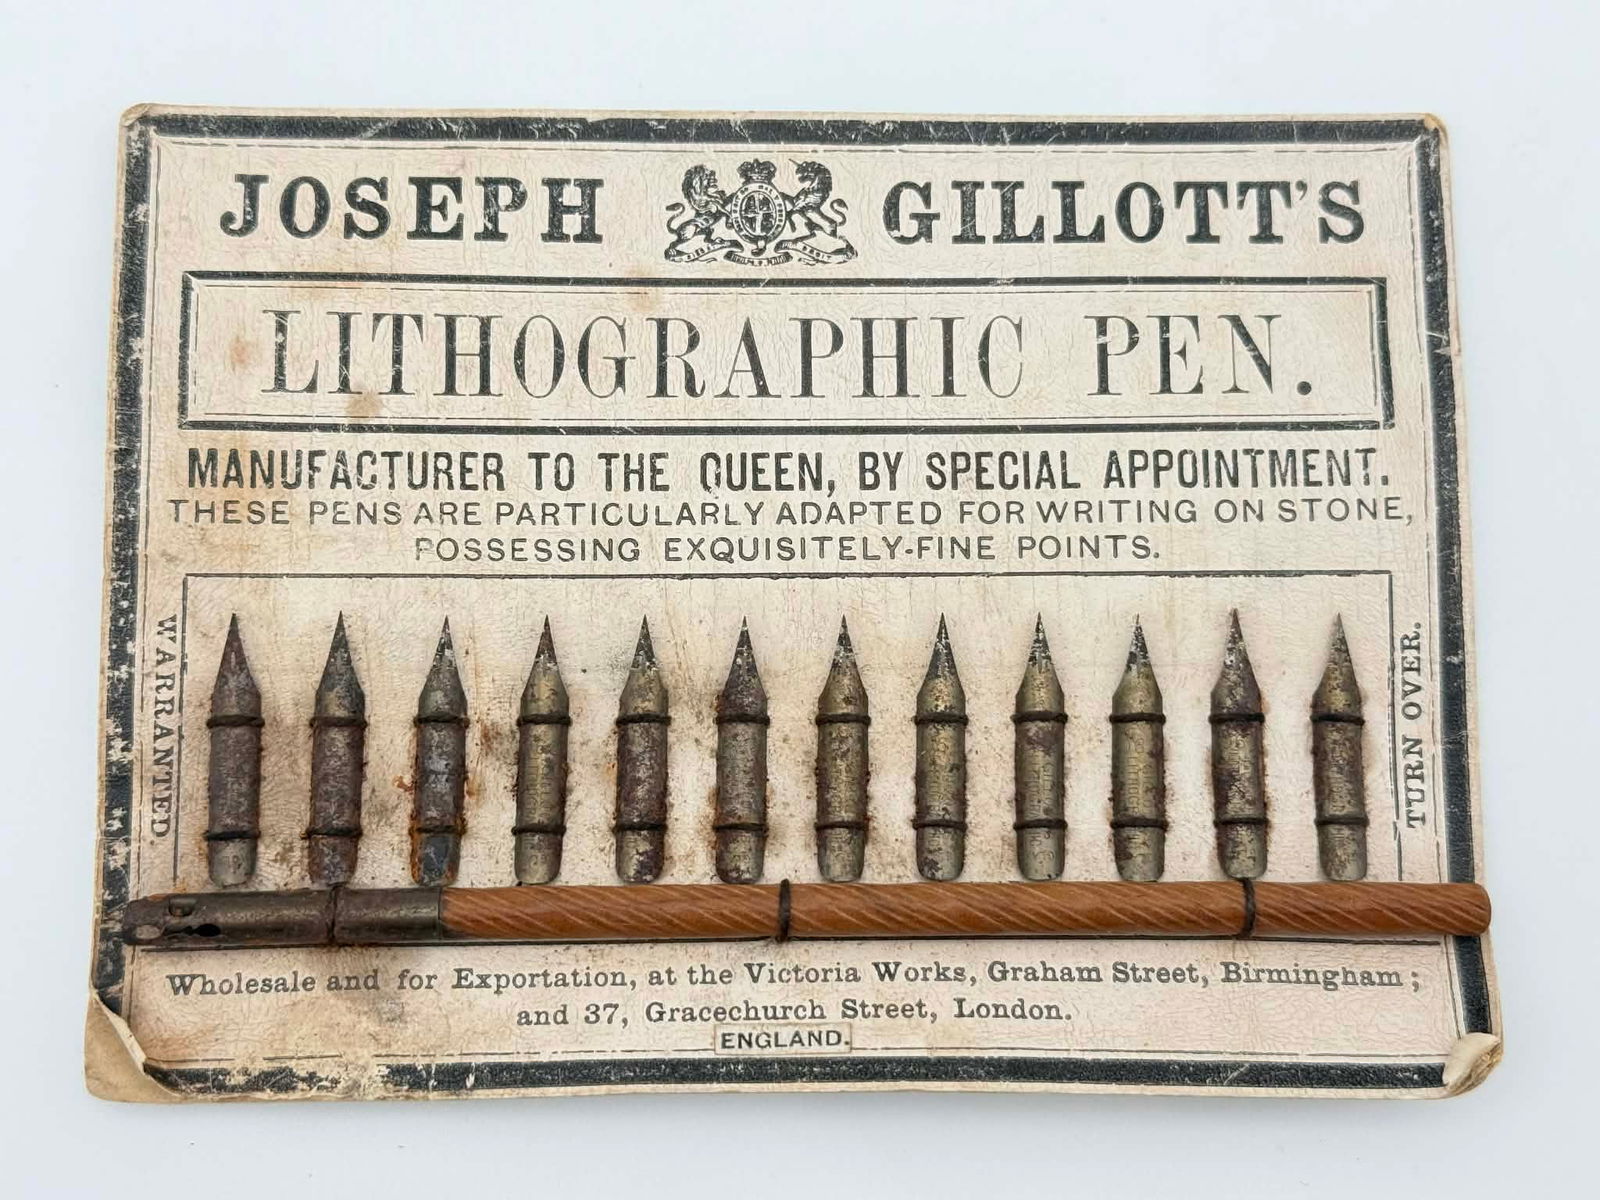 JOSEPH GILLOTT'S
LITHOGRAPHIC PEN.
MANUFACTURER TO THE QUEEN, BY SPECIAL APPOINTMENT.
THESE PENS ARE PARTICULARLY ADAPTED FOR WRITING ON STONE,
POSSESSING EXQUISITELY-FINE POINTS.
WARRANTED.
TURN OVER.
Wholesale and for Exportation, at the Victoria Works, Graham Street, Birmingham;
and 37, Gracechurch Street, London.
ENGLAND.